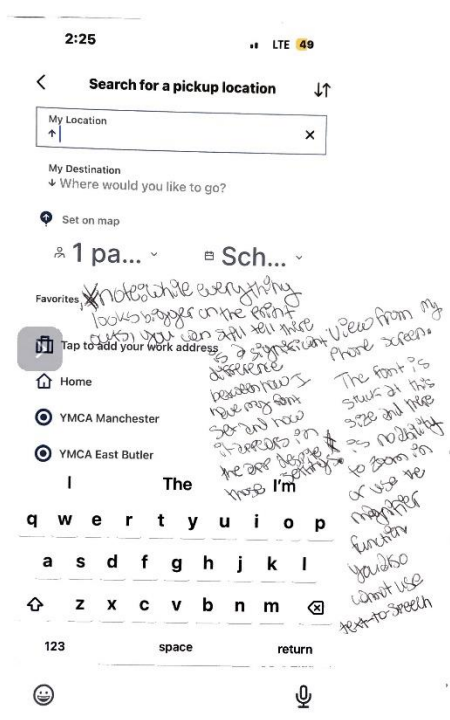 2:25 LTE 49
Search for a pickup location
My Location
My Destination
Where would you like to go?
Set on map
1 pa... Sch...
Favorites
Tap to add your work address
Home
YMCA Manchester
YMCA East Butler
I The I'm
q w e r t y u i o p
a s d f g h j k l
z x c v b n m
123 space return
*note: while everything
looks bigger on the print
outs, you can still tell there
is a significant
difference
between how I
have my font
set and how
it appears in
the app despite
those settings.
View from my
phone screen.
The font is
stuck at this
size and there
is no ability
to zoom in
or use the
magnifier
function
you also
cannot use
text-to-speech